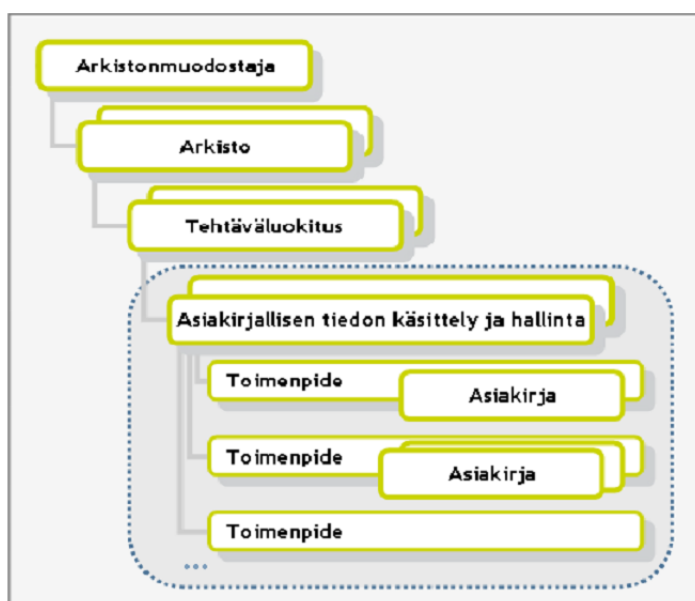 Arkistonmuodostaja
Arkisto
Tehtäväluokitus
Asiakirjallisen tiedon käsittely ja hallinta
Toimenpide
Asiakirja
Toimenpide
Asiakirja
Toimenpide
...